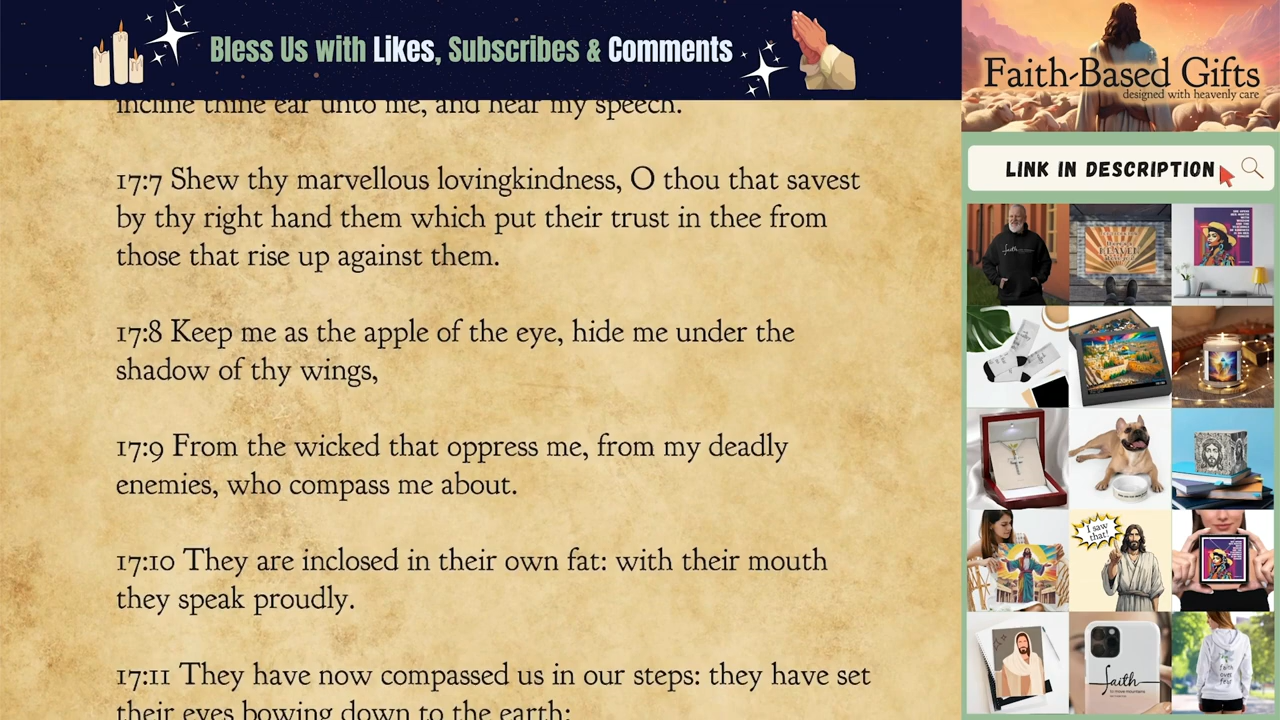 Bless Us with Likes, Subscribes & Comments
incline thine ear unto me, and hear my speech.
17:7 Shew thy marvellous lovingkindness, O thou that savest
by thy right hand them which put their trust in thee from
those that rise up against them.
17:8 Keep me as the apple of the eye, hide me under the
shadow of thy wings,
17:9 From the wicked that oppress me, from my deadly
enemies, who compass me about.
17:10 They are inclosed in their own fat: with their mouth
they speak proudly.
17:11 They have now compassed us in our steps: they have set
their eyes bowing down to the earth;
Faith-Based Gifts
designed with heavenly care
LINK IN DESCRIPTION
faith
I saw
that!
faith
faith
over
fear